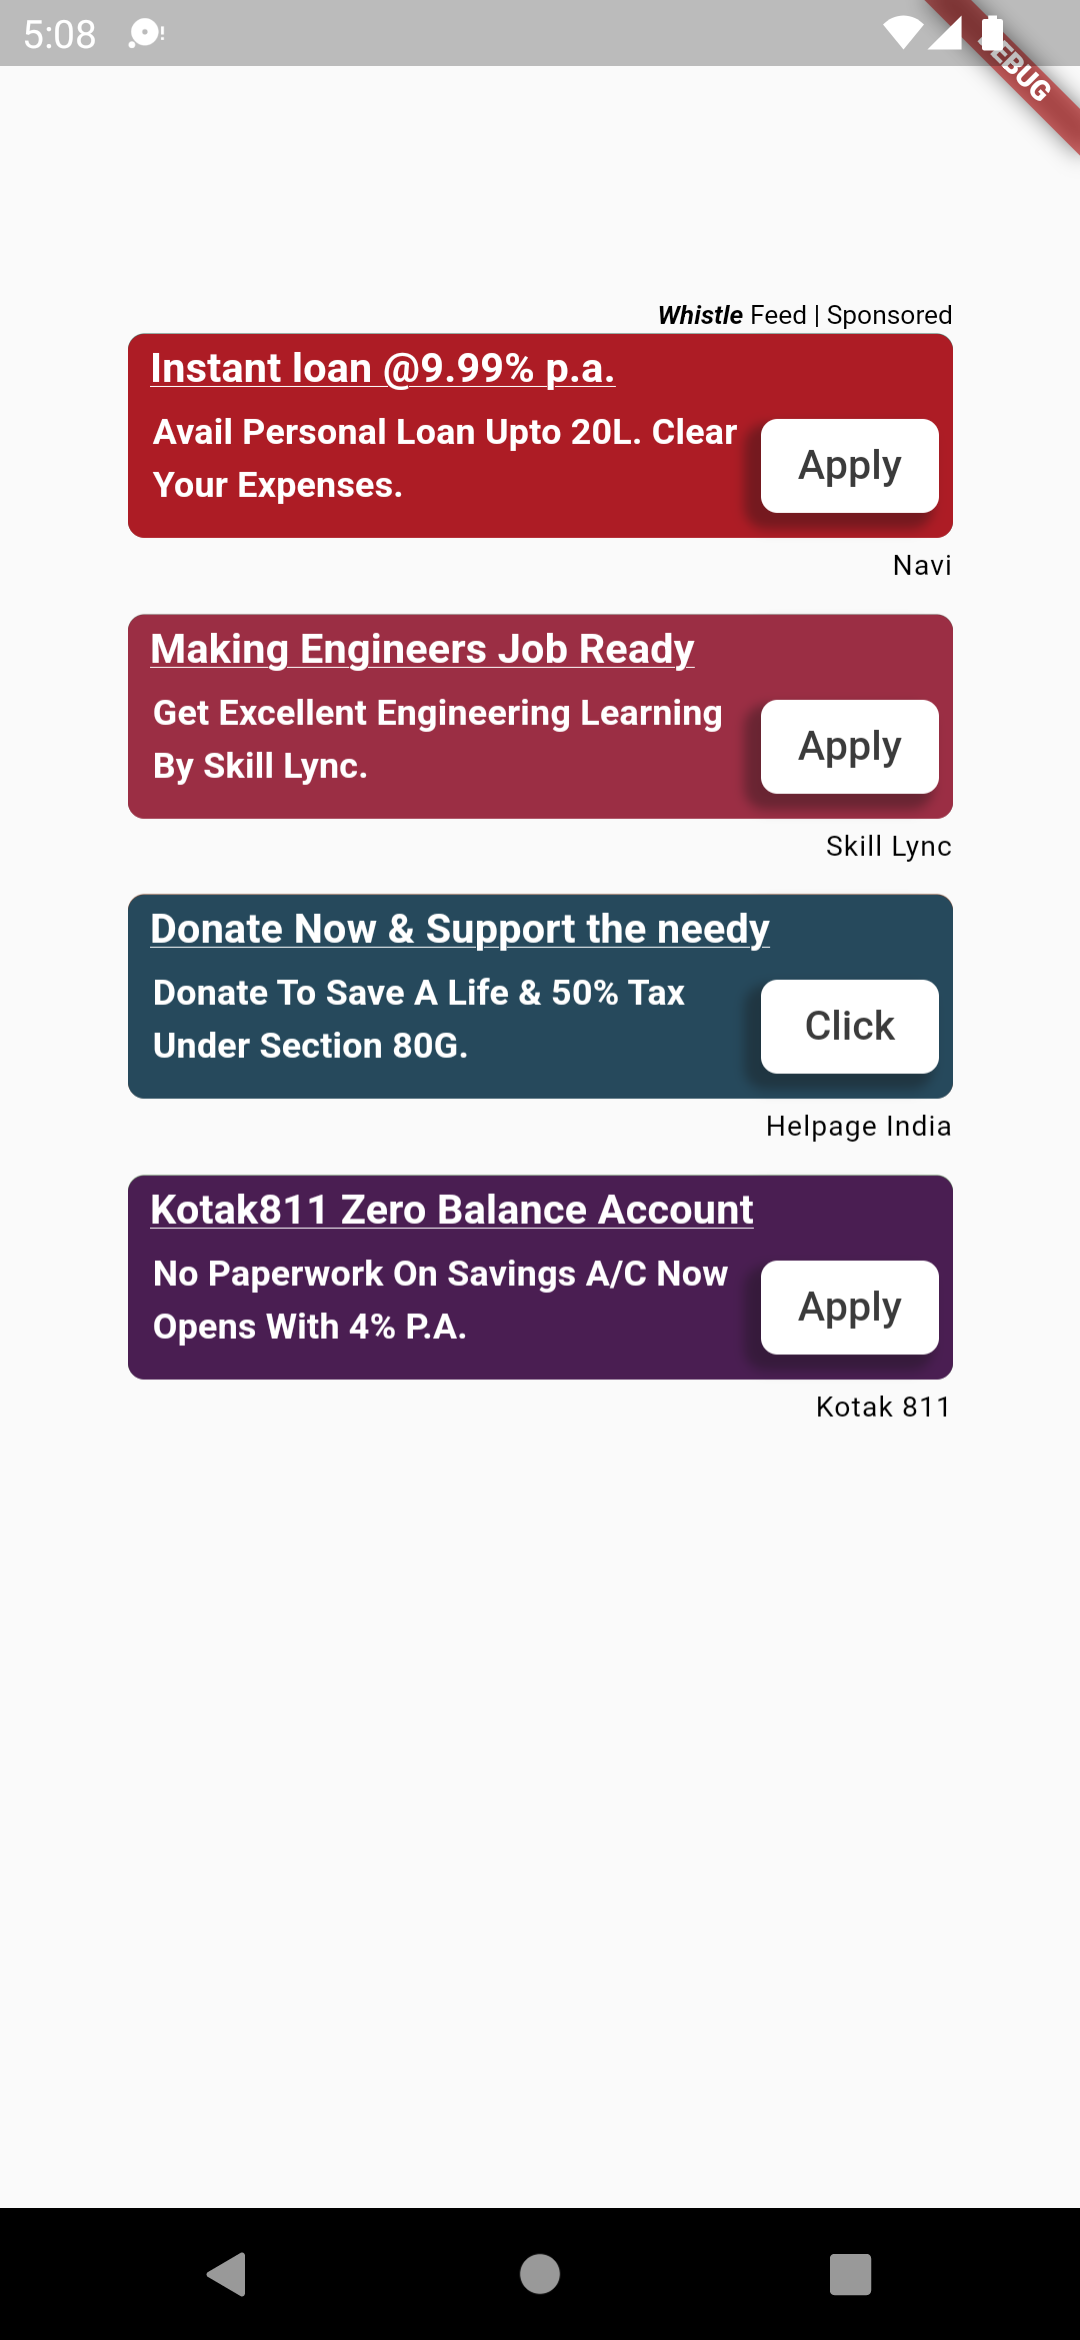 5:08
DEBUG
Whistle Feed | Sponsored
Instant loan @9.99% p.a.
Avail Personal Loan Upto 20L. Clear
Your Expenses.
Apply
Navi
Making Engineers Job Ready
Get Excellent Engineering Learning
By Skill Lync.
Apply
Skill Lync
Donate Now & Support the needy
Donate To Save A Life & 50% Tax
Under Section 80G.
Click
Helpage India
Kotak811 Zero Balance Account
No Paperwork On Savings A/C Now
Opens With 4% P.A.
Apply
Kotak 811